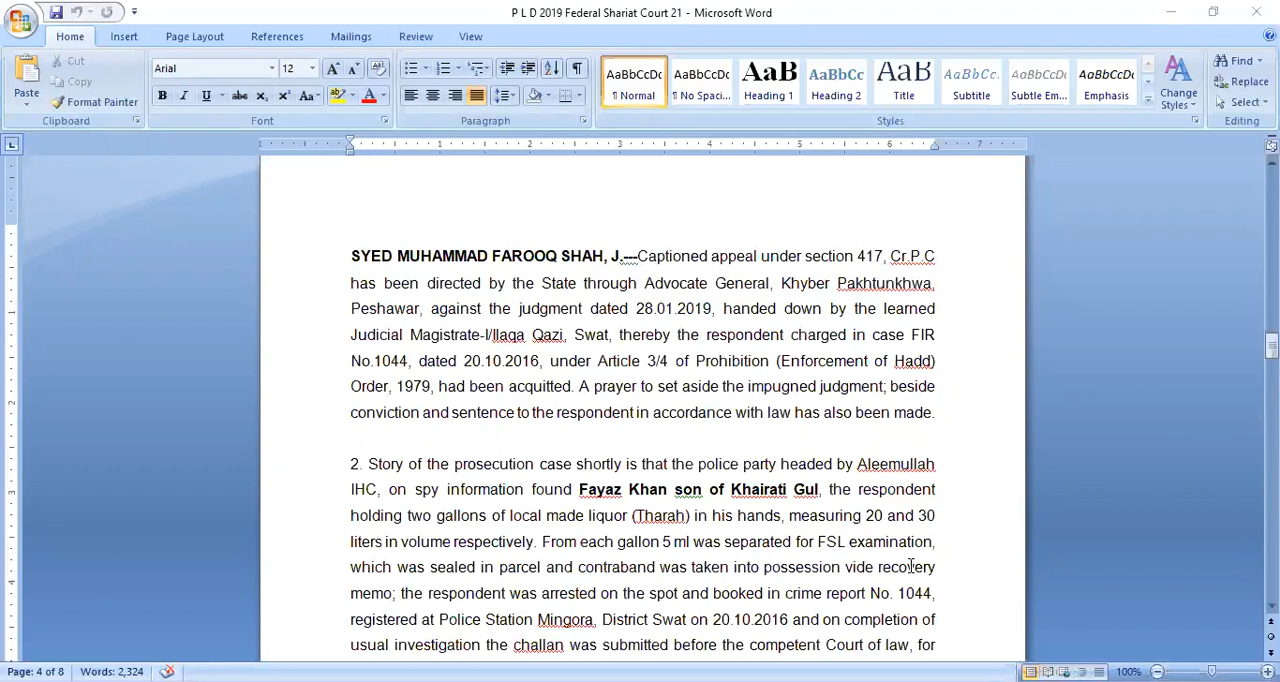 P L D 2019 Federal Shariat Court 21 - Microsoft Word
Home Insert Page Layout References Mailings Review View
Paste
Cut
Copy
Format Painter
Clipboard
Arial 12
Font
Paragraph
AaBbCcDc AaBbCcDc AaB AaBbCc AaB AaBbCc. AaBbCcDc AaBbCcDc
¶ Normal ¶ No Spaci... Heading 1 Heading 2 Title Subtitle Subtle Em... Emphasis
Change Styles
Styles
Find
Replace
Select
Editing
1 1 2 3 4 5 6 7
SYED MUHAMMAD FAROOQ SHAH, J.---Captioned appeal under section 417, Cr.P.C
has been directed by the State through Advocate General, Khyber Pakhtunkhwa,
Peshawar, against the judgment dated 28.01.2019, handed down by the learned
Judicial Magistrate-I/Ilaqa Qazi, Swat, thereby the respondent charged in case FIR
No.1044, dated 20.10.2016, under Article 3/4 of Prohibition (Enforcement of Hadd)
Order, 1979, had been acquitted. A prayer to set aside the impugned judgment; beside
conviction and sentence to the respondent in accordance with law has also been made.
2. Story of the prosecution case shortly is that the police party headed by Aleemullah
IHC, on spy information found Fayaz Khan son of Khairati Gul, the respondent
holding two gallons of local made liquor (Tharah) in his hands, measuring 20 and 30
liters in volume respectively. From each gallon 5 ml was separated for FSL examination,
which was sealed in parcel and contraband was taken into possession vide recovery
memo; the respondent was arrested on the spot and booked in crime report No. 1044,
registered at Police Station Mingora, District Swat on 20.10.2016 and on completion of
usual investigation the challan was submitted before the competent Court of law, for
1
2
3
4
Page: 4 of 8 Words: 2,324 100%